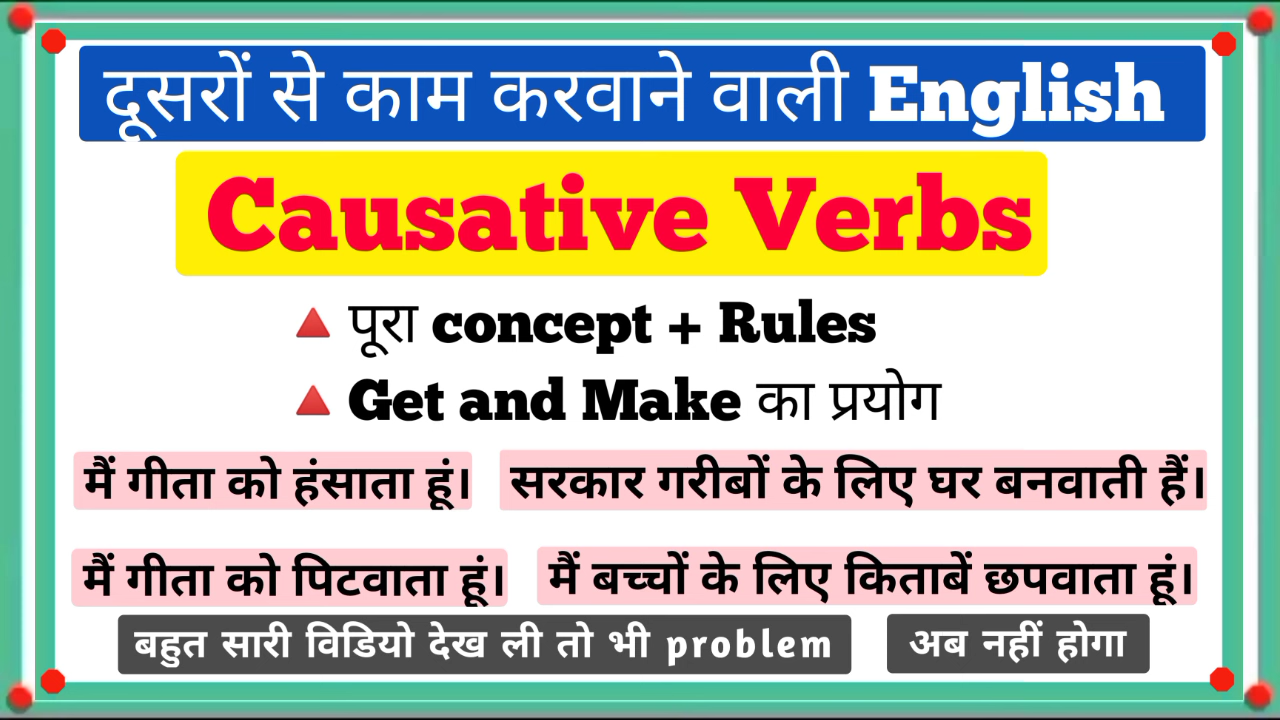 दूसरों से काम करवाने वाली English
Causative Verbs
पूरा concept + Rules
Get and Make का प्रयोग
मैं गीता को हंसाता हूं। सरकार गरीबों के लिए घर बनवाती हैं।
मैं गीता को पिटवाता हूं। मैं बच्चों के लिए किताबें छपवाता हूं।
बहुत सारी विडियो देख ली तो भी problem अब नहीं होगा